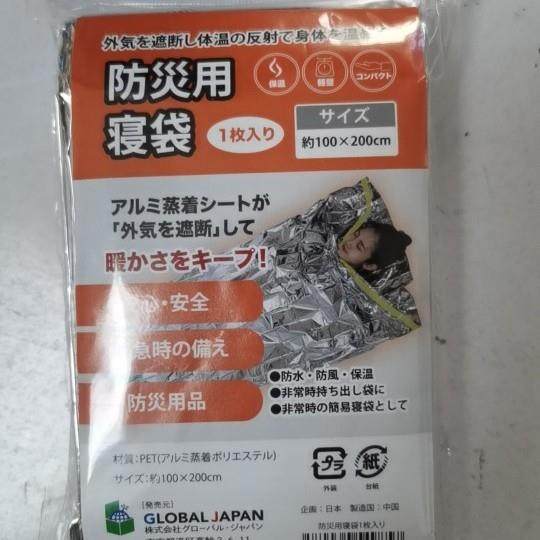 外気を遮断し体温の反射で身体を温
防災用
寝袋
1枚入り
保温
軽量
コンパクト
サイズ
約100×200cm
アルミ蒸着シートが
「外気を遮断」して
暖かさをキープ!
心・安全
急時の備え
防災用品
●防水・防風・保温
●非常時持ち出し袋に
●非常時の簡易寝袋として
材質:PET(アルミ蒸着ポリエステル)
サイズ:約100×200cm
プラ
外装
紙
台紙
[発売元]
GLOBAL JAPAN
株式会社グローバル・ジャパン
企画:日本 製造国:中国
防災用寝袋1枚入り